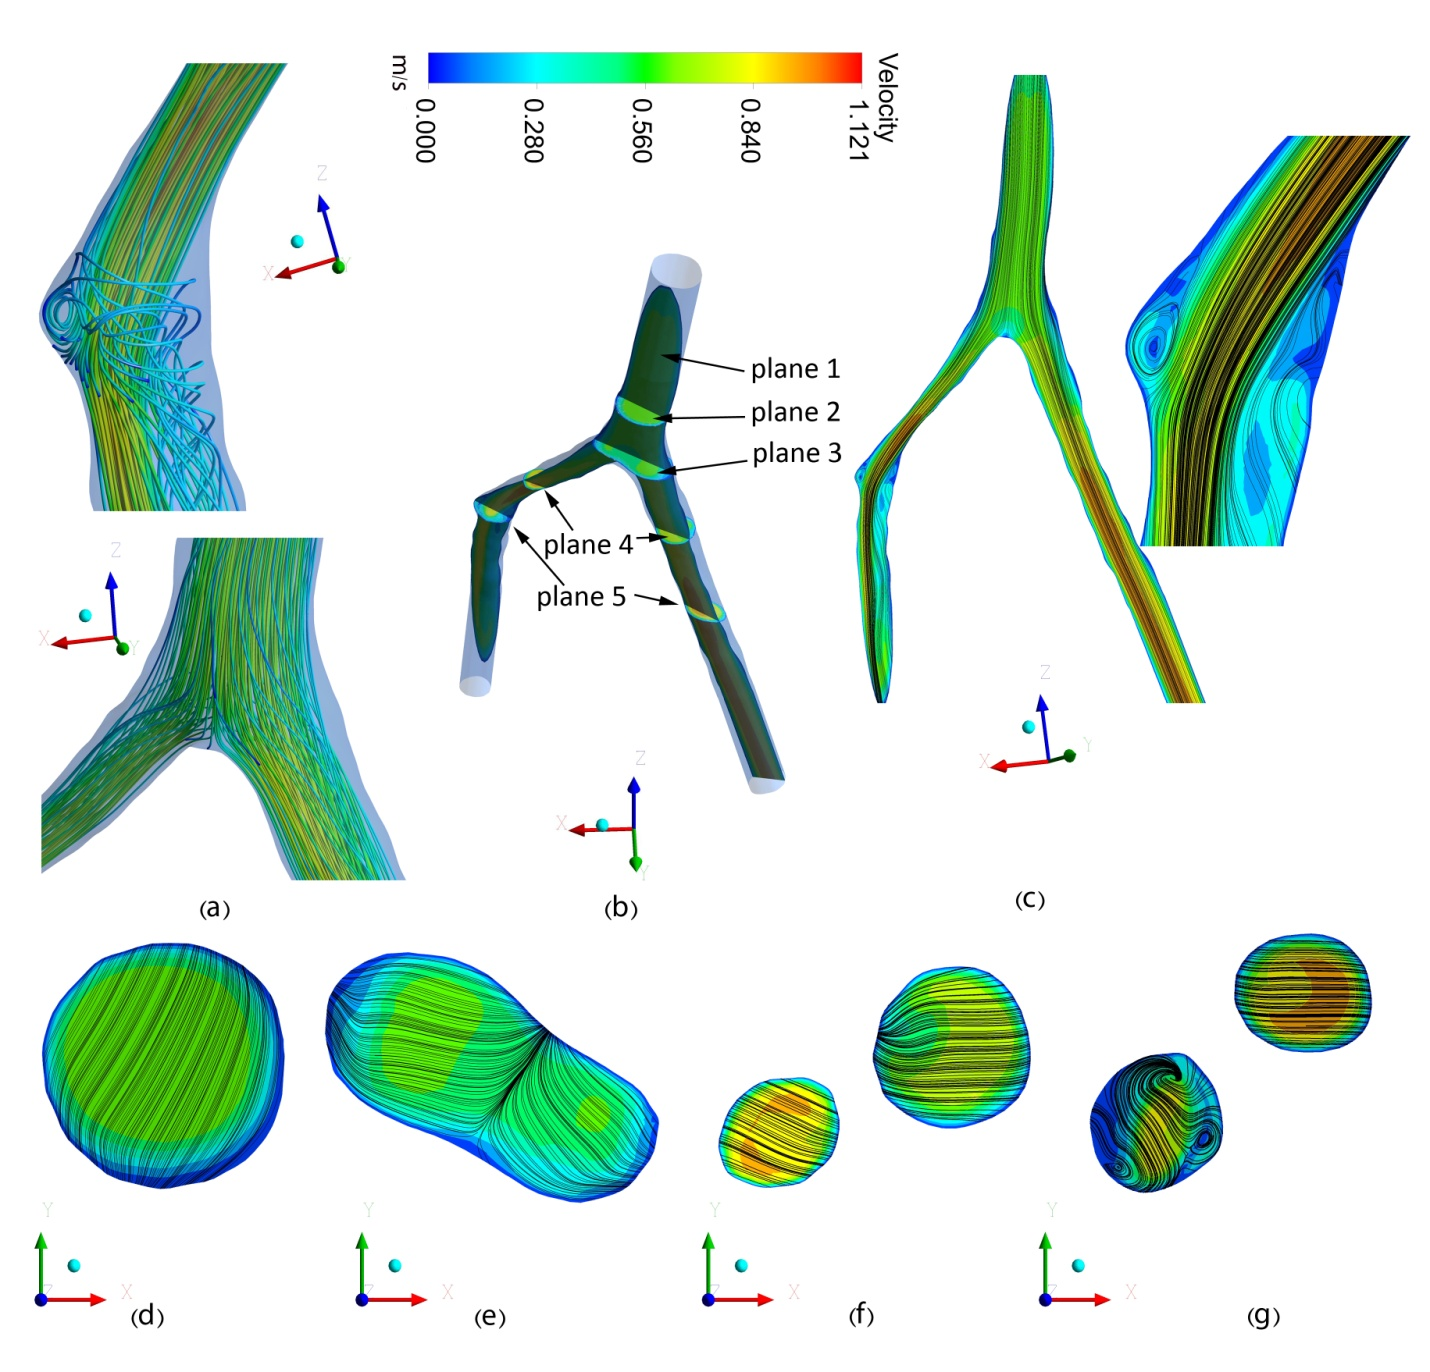 Velocity
0.000
0.280
0.560
0.840
1.121
m/s
Z
X
Y
plane 1
plane 2
plane 3
plane 4
plane 5
Z
X
Y
Z
X
Y
Z
X
Y
(a)
(b)
(c)
Y
Z
X
Y
Z
X
Y
Z
X
Y
Z
X
(d)
(e)
(f)
(g)